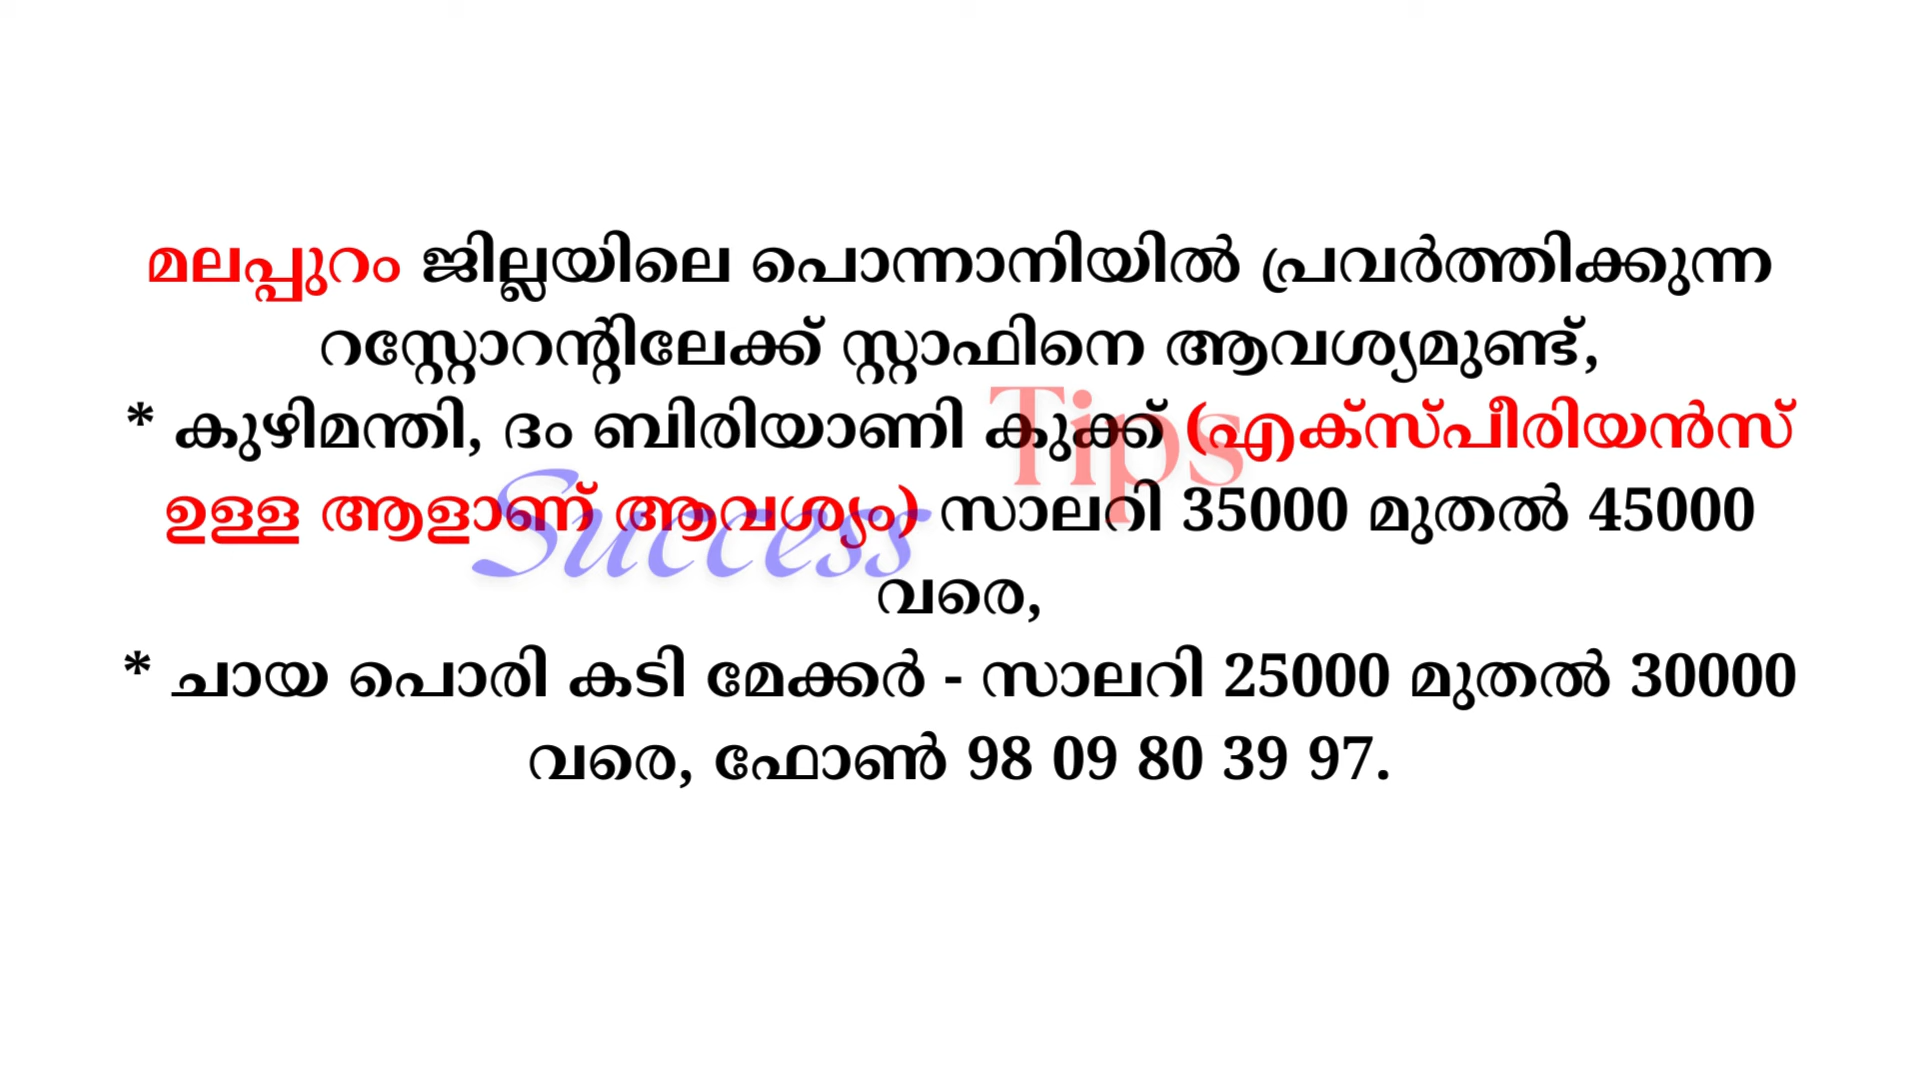 മലപ്പുറം ജില്ലയിലെ പൊന്നാനിയിൽ പ്രവർത്തിക്കുന്ന
റസ്റ്റോറന്റിലേക്ക് സ്റ്റാഫിനെ ആവശ്യമുണ്ട്,
* കുഴിമന്തി, ദം ബിരിയാണി കുക്ക് (എക്സ്പീരിയൻസ്
ഉള്ള ആളാണ് ആവശ്യം) സാലറി 35000 മുതൽ 45000
വരെ,
* ചായ പൊരി കടി മേക്കർ - സാലറി 25000 മുതൽ 30000
വരെ, ഫോൺ 98 09 80 39 97.
Success Tips